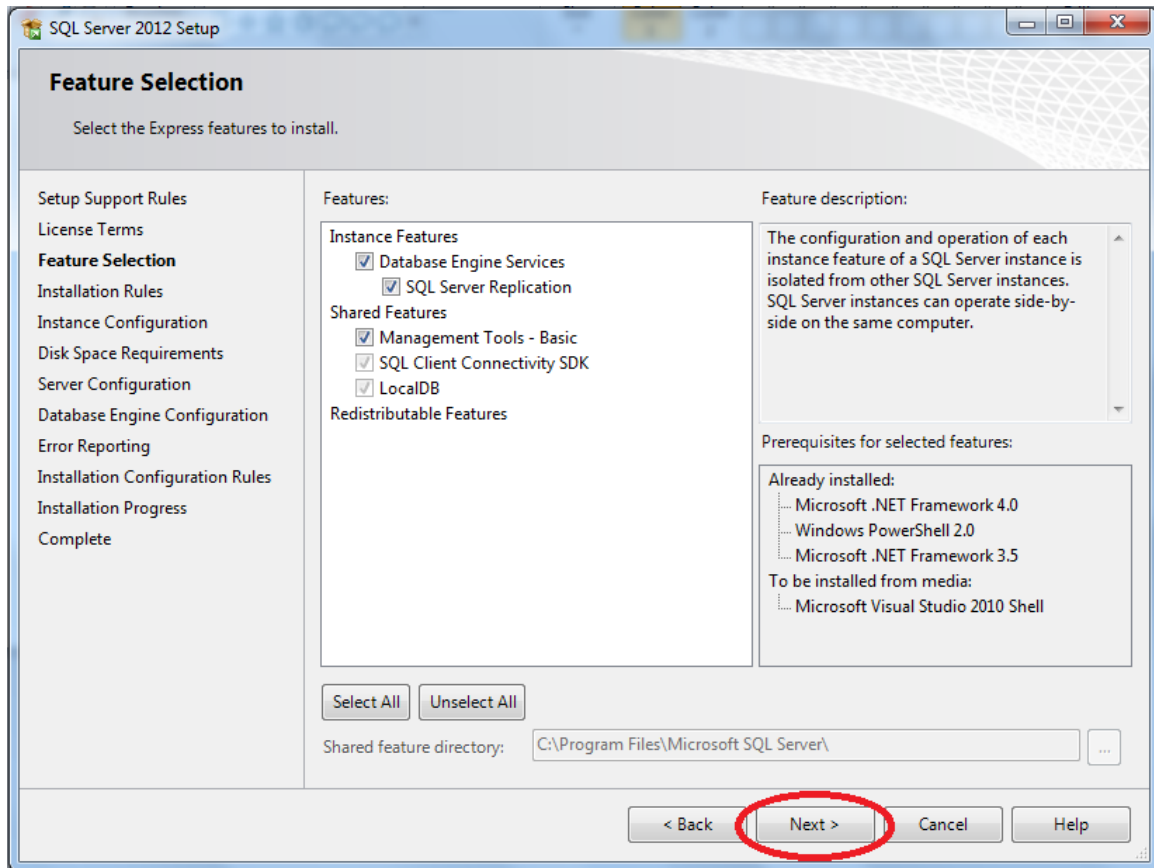 SQL Server 2012 Setup
Feature Selection
Select the Express features to install.
Setup Support Rules
License Terms
Feature Selection
Installation Rules
Instance Configuration
Disk Space Requirements
Server Configuration
Database Engine Configuration
Error Reporting
Installation Configuration Rules
Installation Progress
Complete
Features:
Instance Features
Database Engine Services
SQL Server Replication
Shared Features
Management Tools - Basic
SQL Client Connectivity SDK
LocalDB
Redistributable Features
Feature description:
The configuration and operation of each
instance feature of a SQL Server instance is
isolated from other SQL Server instances.
SQL Server instances can operate side-by-
side on the same computer.
Prerequisites for selected features:
Already installed:
Microsoft .NET Framework 4.0
Windows PowerShell 2.0
Microsoft .NET Framework 3.5
To be installed from media:
Microsoft Visual Studio 2010 Shell
Select All
Unselect All
Shared feature directory:
C:\Program Files\Microsoft SQL Server\
...
< Back
Next >
Cancel
Help